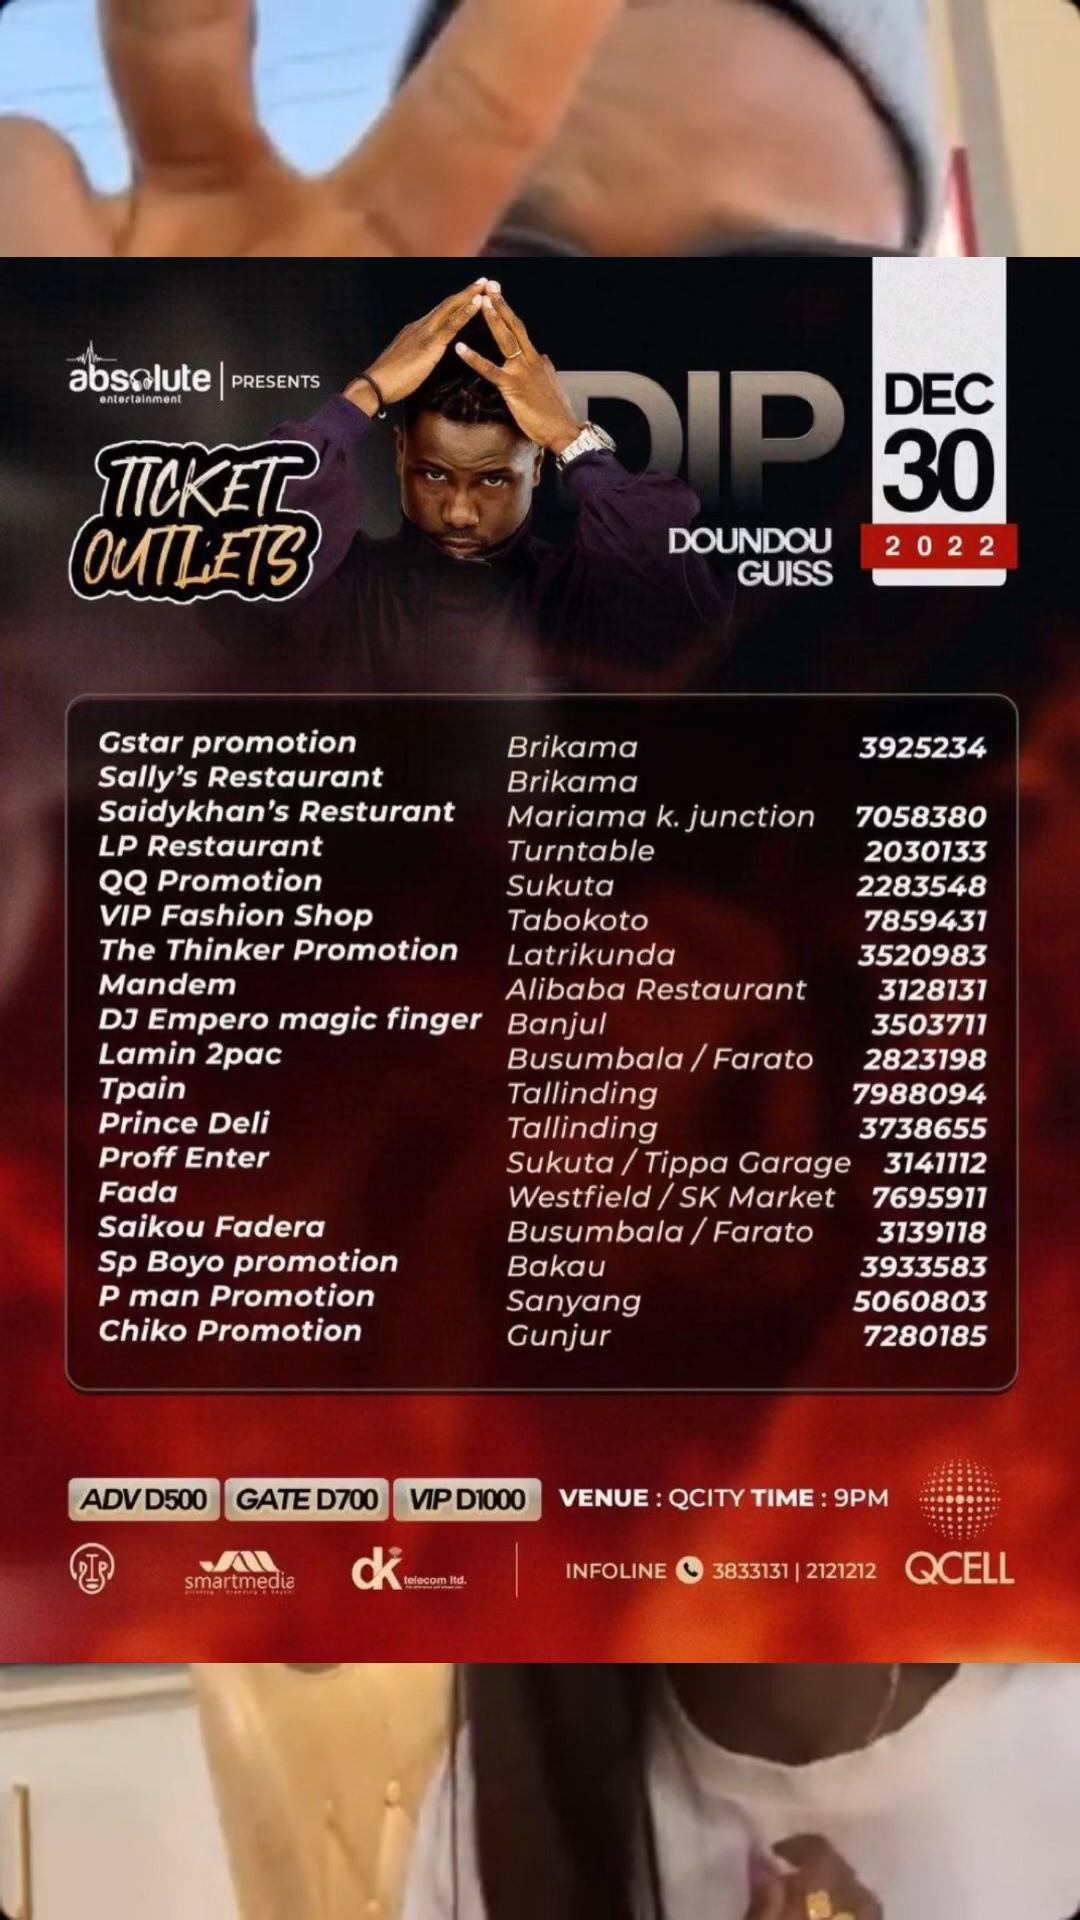 absolute
entertainment
PRESENTS
TICKET
OUTLETS
DIP
DOUNDOU
GUISS
DEC
30
2022
Gstar promotion Brikama 3925234
Sally's Restaurant Brikama
Saidykhan's Resturant Mariama k. junction 7058380
LP Restaurant Turntable 2030133
QQ Promotion Sukuta 2283548
VIP Fashion Shop Tabokoto 7859431
The Thinker Promotion Latrikunda 3520983
Mandem Alibaba Restaurant 3128131
DJ Empero magic finger Banjul 3503711
Lamin 2pac Busumbala / Farato 2823198
Tpain Tallinding 7988094
Prince Deli Tallinding 3738655
Proff Enter Sukuta / Tippa Garage 3141112
Fada Westfield / SK Market 7695911
Saikou Fadera Busumbala / Farato 3139118
Sp Boyo promotion Bakau 3933583
P man Promotion Sanyang 5060803
Chiko Promotion Gunjur 7280185
ADV D500 GATE D700 VIP D1000 VENUE : QCITY TIME : 9PM
DIP
smartmedia
dk telecom ltd.
INFOLINE 3833131 | 2121212
QCELL